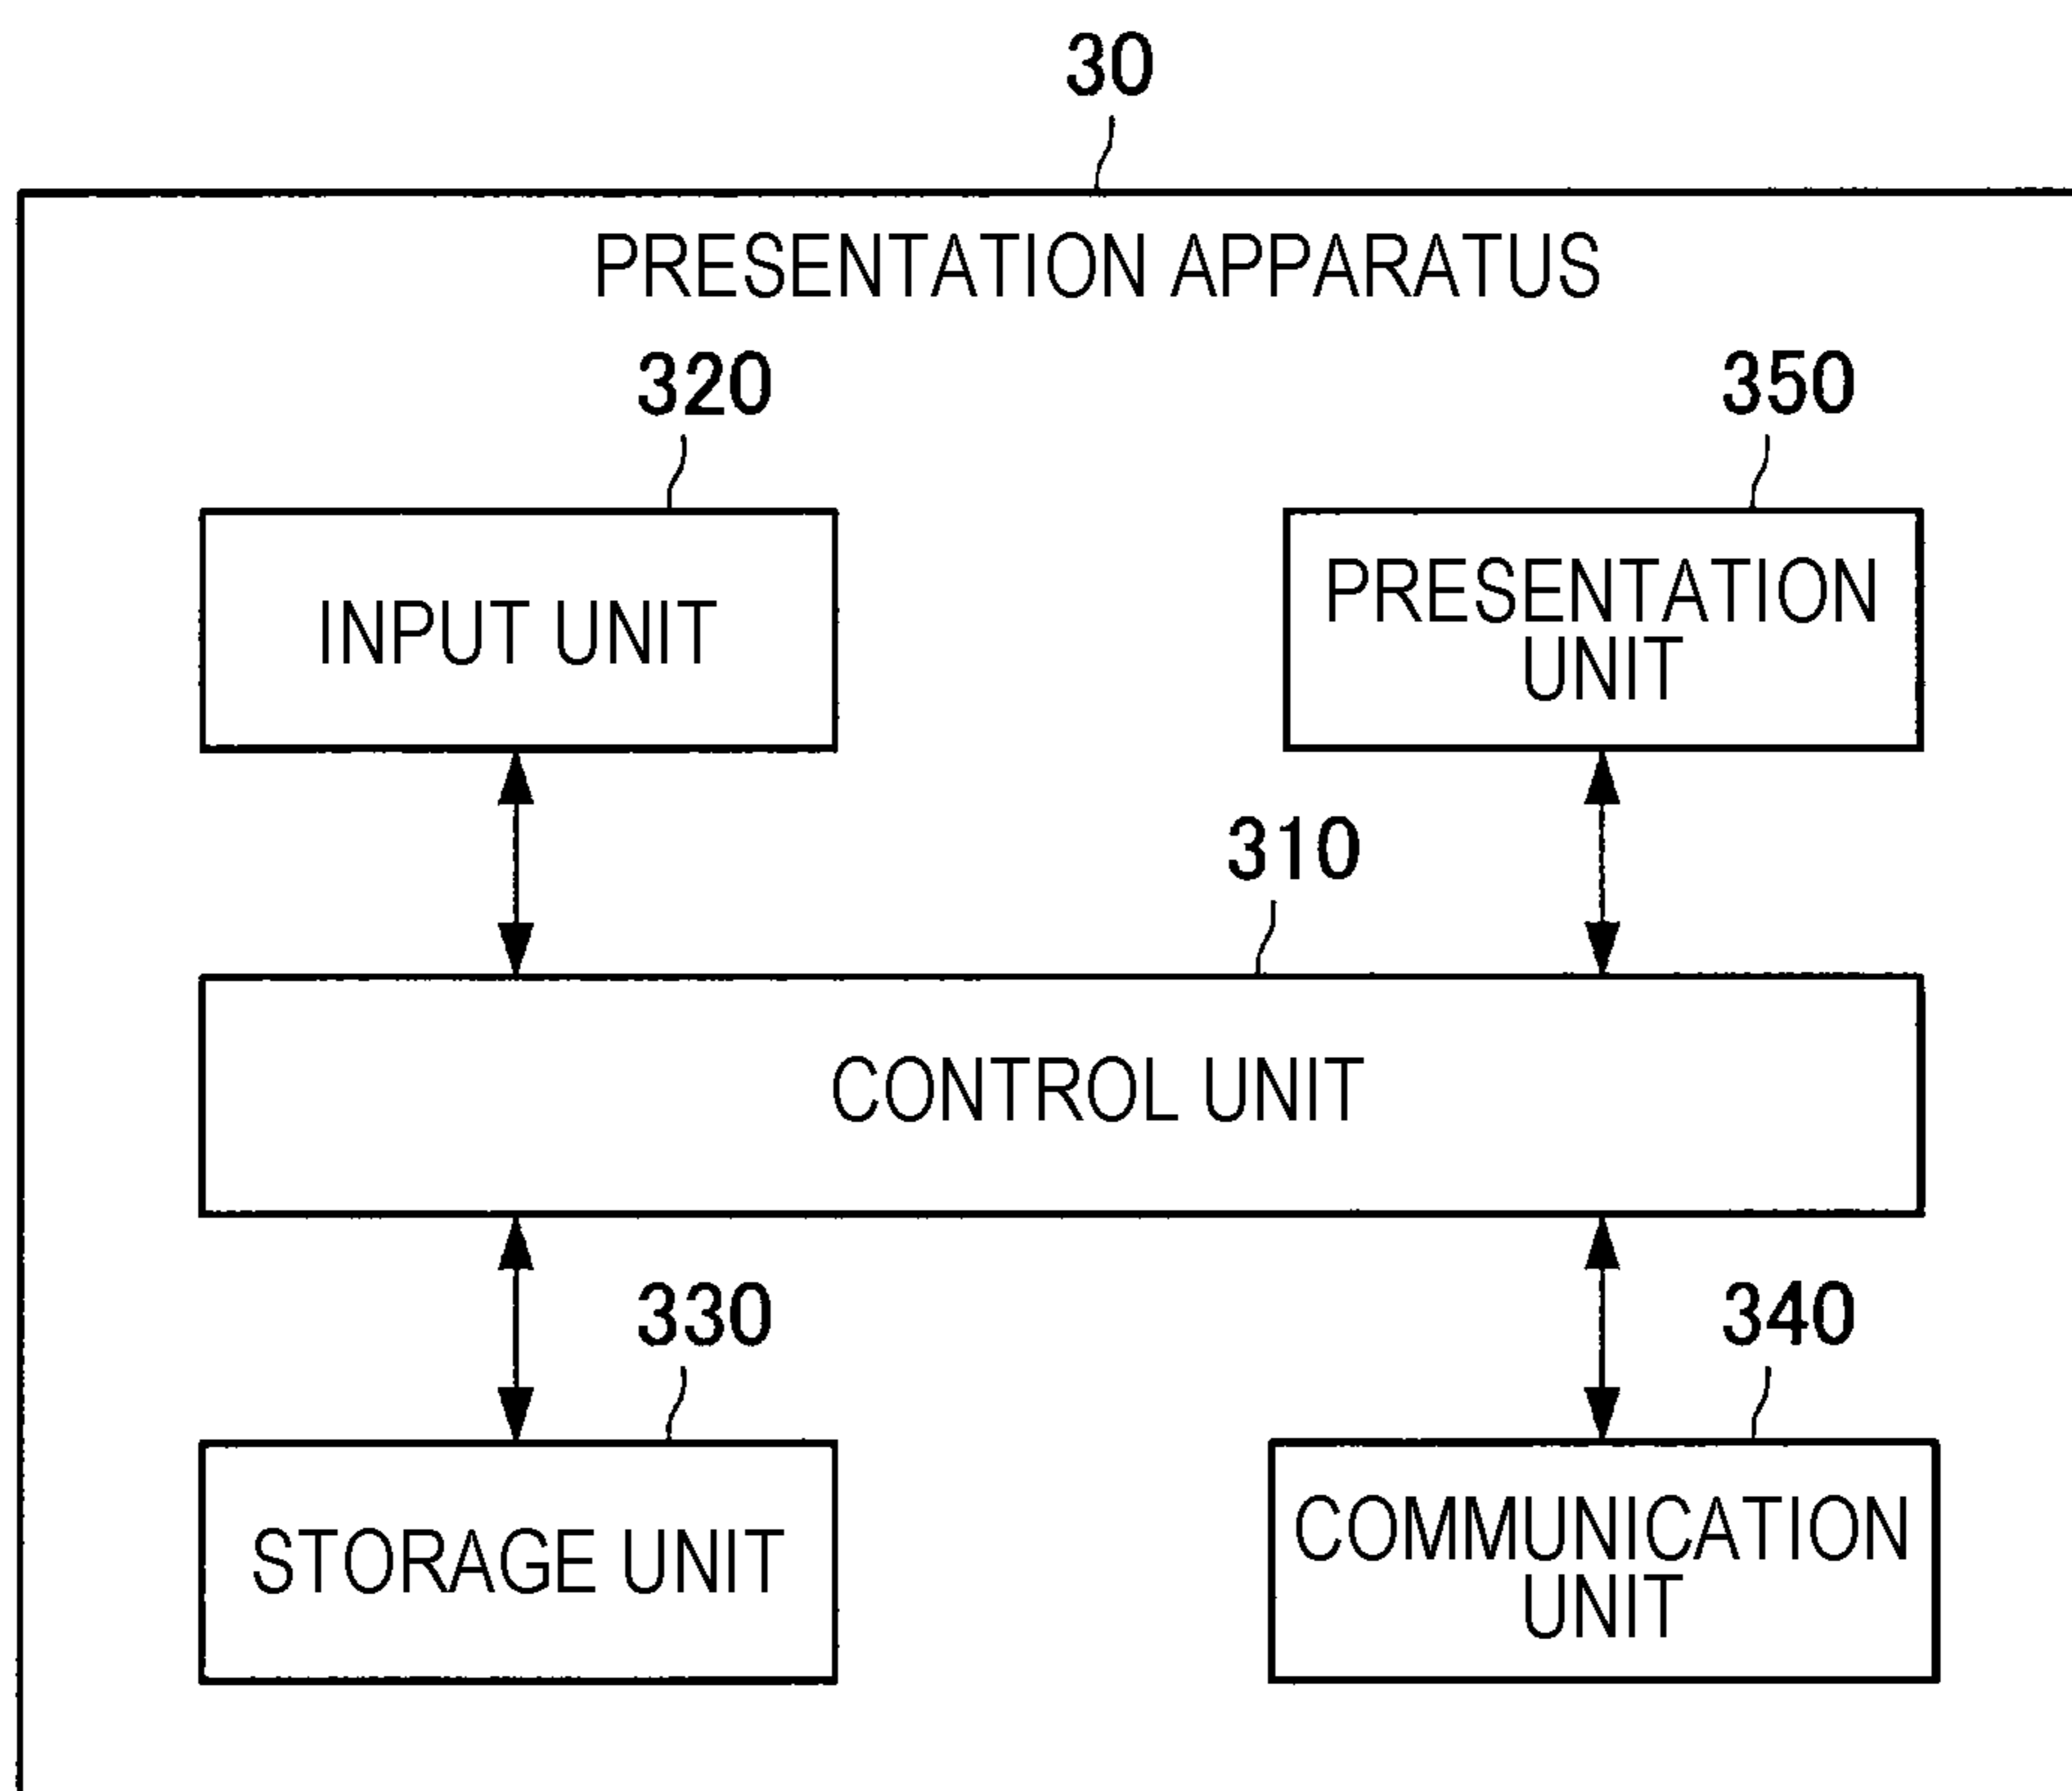 30
PRESENTATION APPARATUS
320
350
INPUT UNIT
PRESENTATION
UNIT
310
CONTROL UNIT
330
340
STORAGE UNIT
COMMUNICATION
UNIT